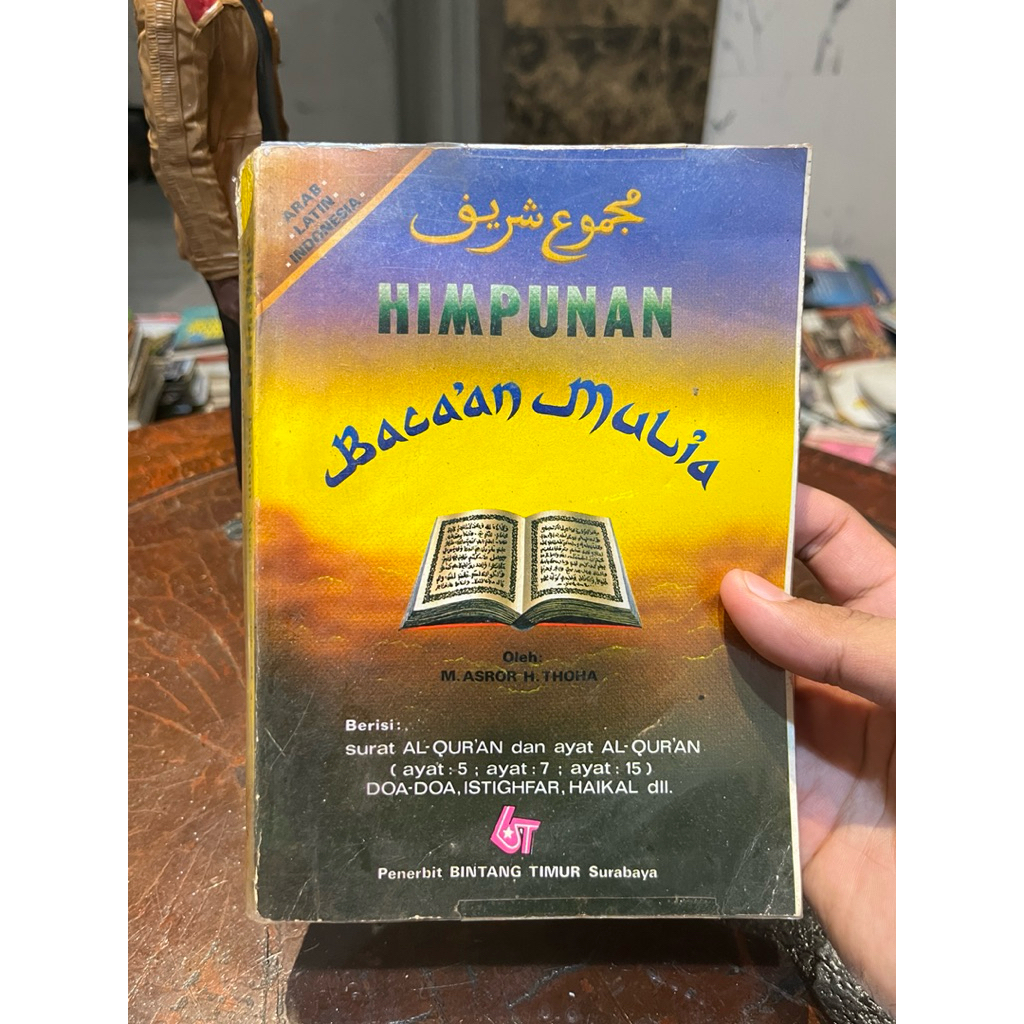 ARAB
LATIN
INDONESIA
مجموع شريف
HIMPUNAN
Baca'an Mulia
Oleh:
M. ASROR H. THOHA
Berisi:
surat AL-QUR'AN dan ayat AL-QUR'AN
( ayat : 5 ; ayat : 7 ; ayat : 15 )
DOA-DOA, ISTIGHFAR, HAIKAL dll.
bT
Penerbit BINTANG TIMUR Surabaya